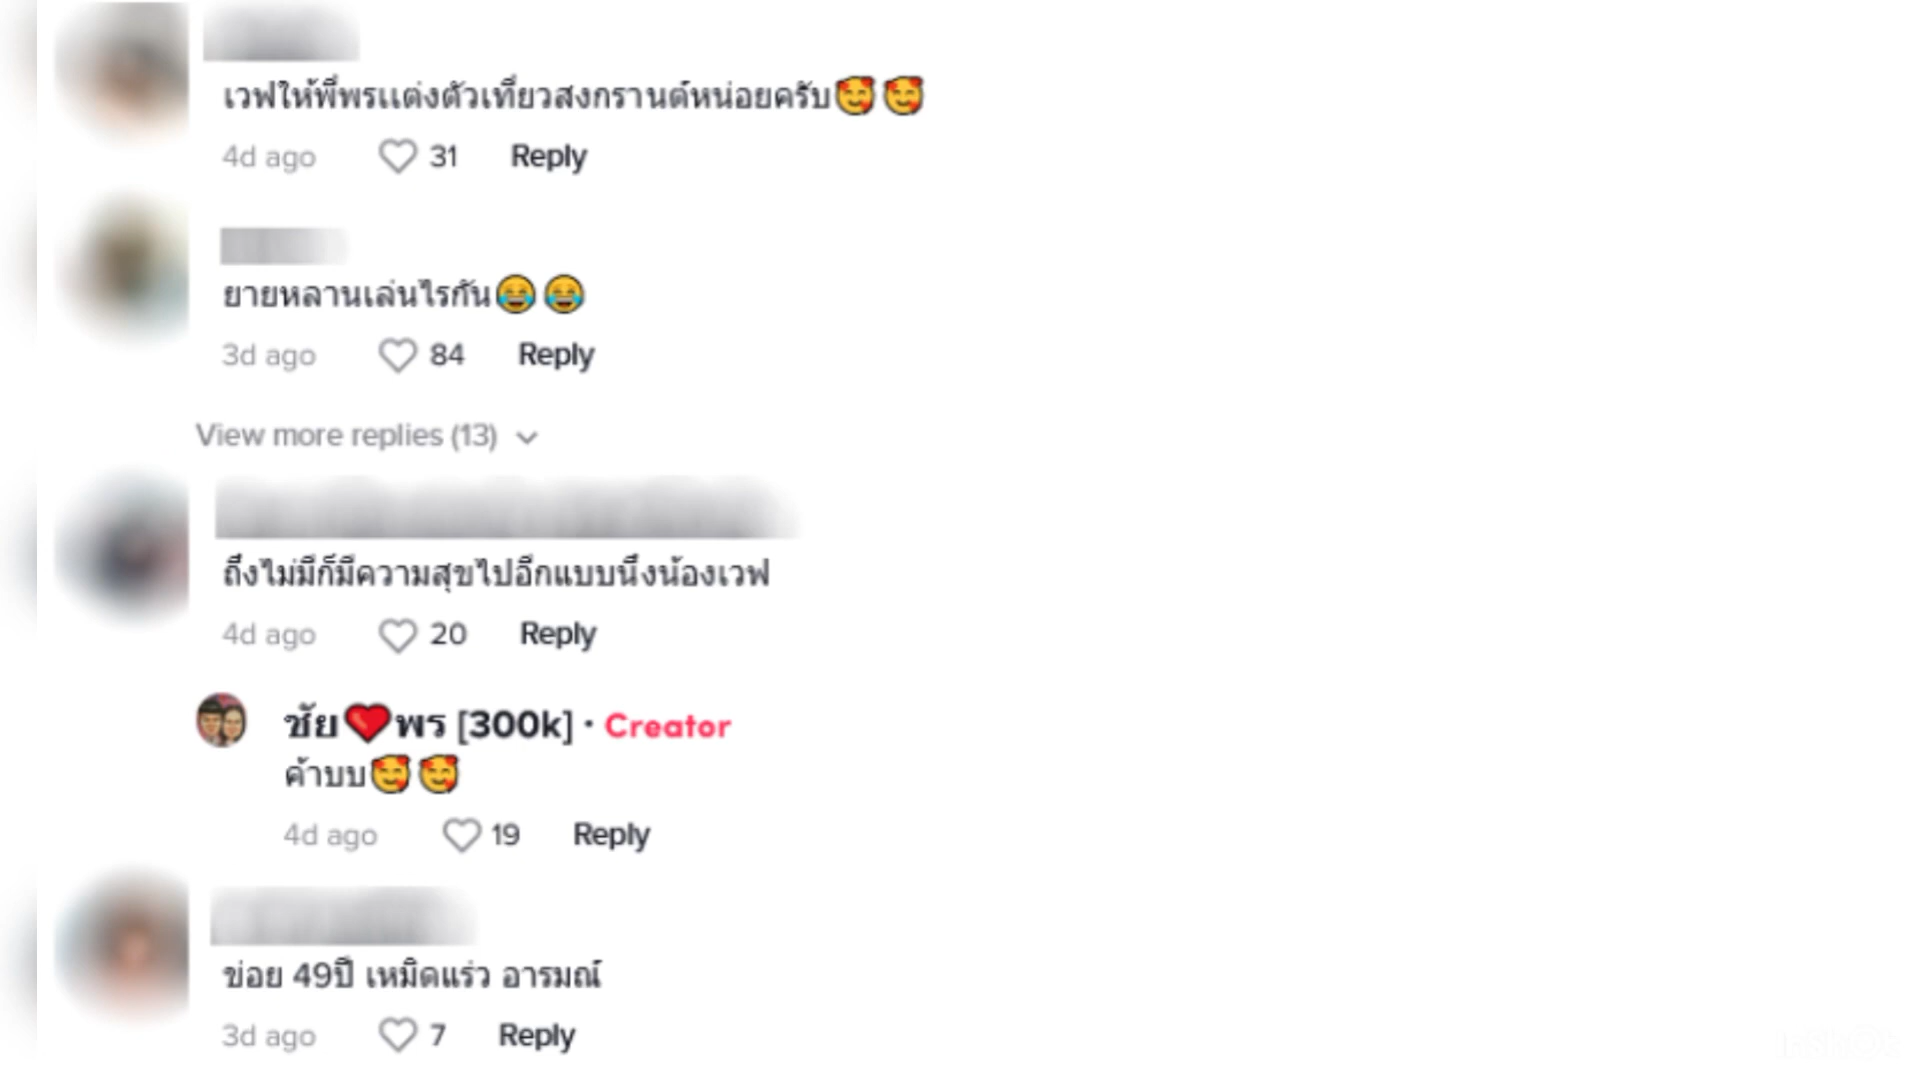 เวฟให้พี่พรแต่งตัวเที่ยวสงกรานต์หน่อยครับ🥰🥰
4d ago 31 Reply
ยายหลานเล่นไรกัน😂😂
3d ago 84 Reply
View more replies (13)
ถึงไม่มีก็มีความสุขไปอีกแบบนึงน้องเวฟ
4d ago 20 Reply
ชัย❤️พร [300k] · Creator
ค้าบบ🥰🥰
4d ago 19 Reply
ข่อย 49ปี เหมิดแร่ว อารมณ์
3d ago 7 Reply